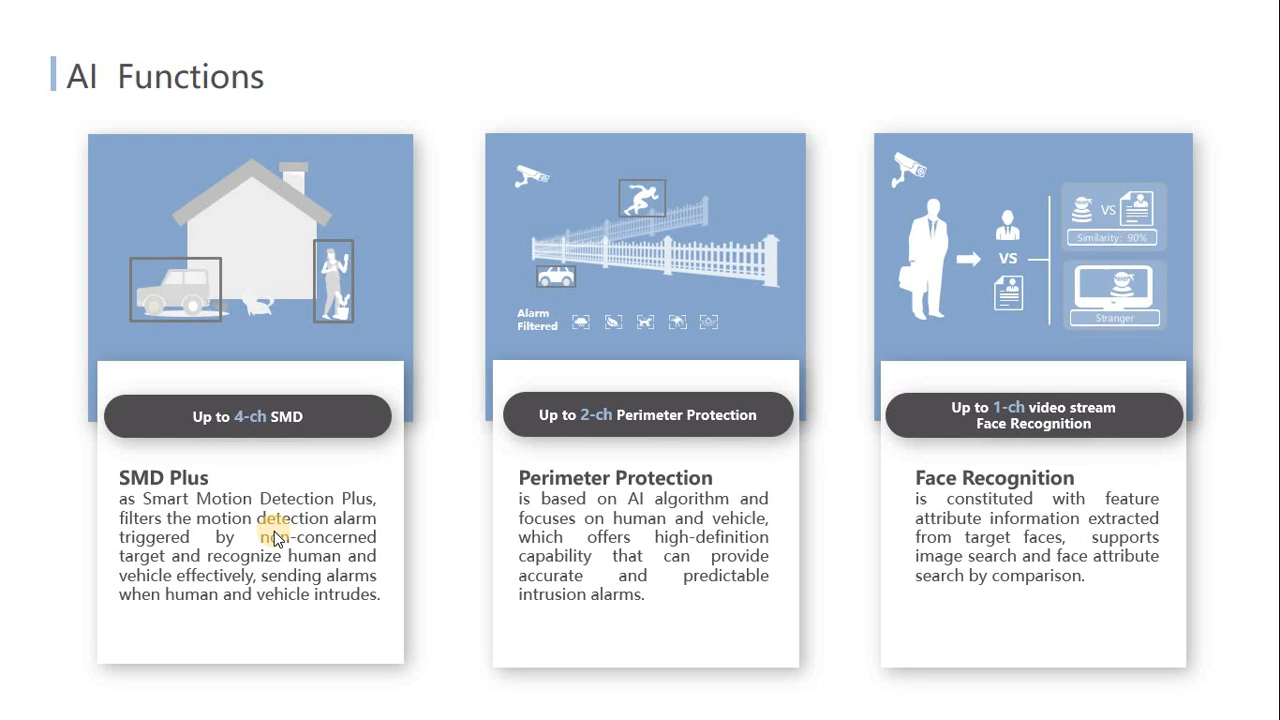 AI Functions
Alarm
Filtered
VS
VS
Similarity: 90%
Stranger
Up to 4-ch SMD
SMD Plus
as Smart Motion Detection Plus,
filters the motion detection alarm
triggered by non-concerned
target and recognize human and
vehicle effectively, sending alarms
when human and vehicle intrudes.
Up to 2-ch Perimeter Protection
Perimeter Protection
is based on AI algorithm and
focuses on human and vehicle,
which offers high-definition
capability that can provide
accurate and predictable
intrusion alarms.
Up to 1-ch video stream
Face Recognition
Face Recognition
is constituted with feature
attribute information extracted
from target faces, supports
image search and face attribute
search by comparison.